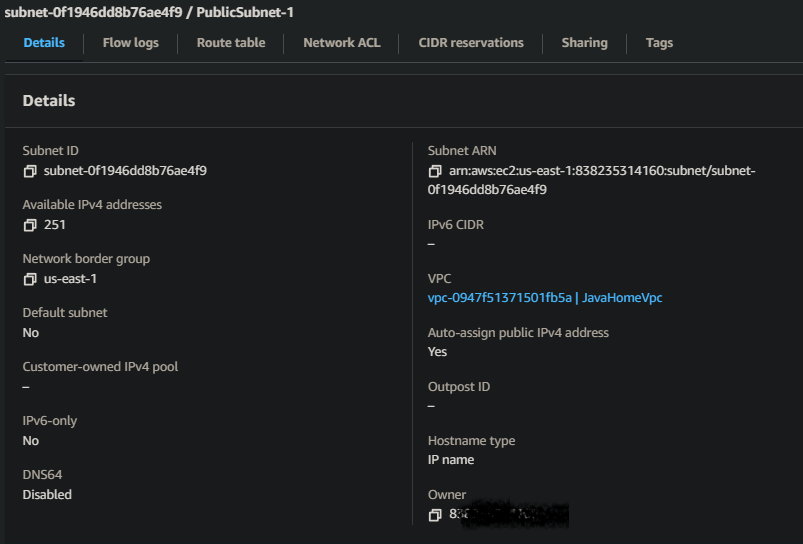 subnet-0f1946dd8b76ae4f9 / PublicSubnet-1
Details Flow logs Route table Network ACL CIDR reservations Sharing Tags
Details
Subnet ID
subnet-0f1946dd8b76ae4f9
Available IPv4 addresses
251
Network border group
us-east-1
Default subnet
No
Customer-owned IPv4 pool
–
IPv6-only
No
DNS64
Disabled
Subnet ARN
arn:aws:ec2:us-east-1:838235314160:subnet/subnet-
0f1946dd8b76ae4f9
IPv6 CIDR
–
VPC
vpc-0947f51371501fb5a | JavaHomeVpc
Auto-assign public IPv4 address
Yes
Outpost ID
–
Hostname type
IP name
Owner